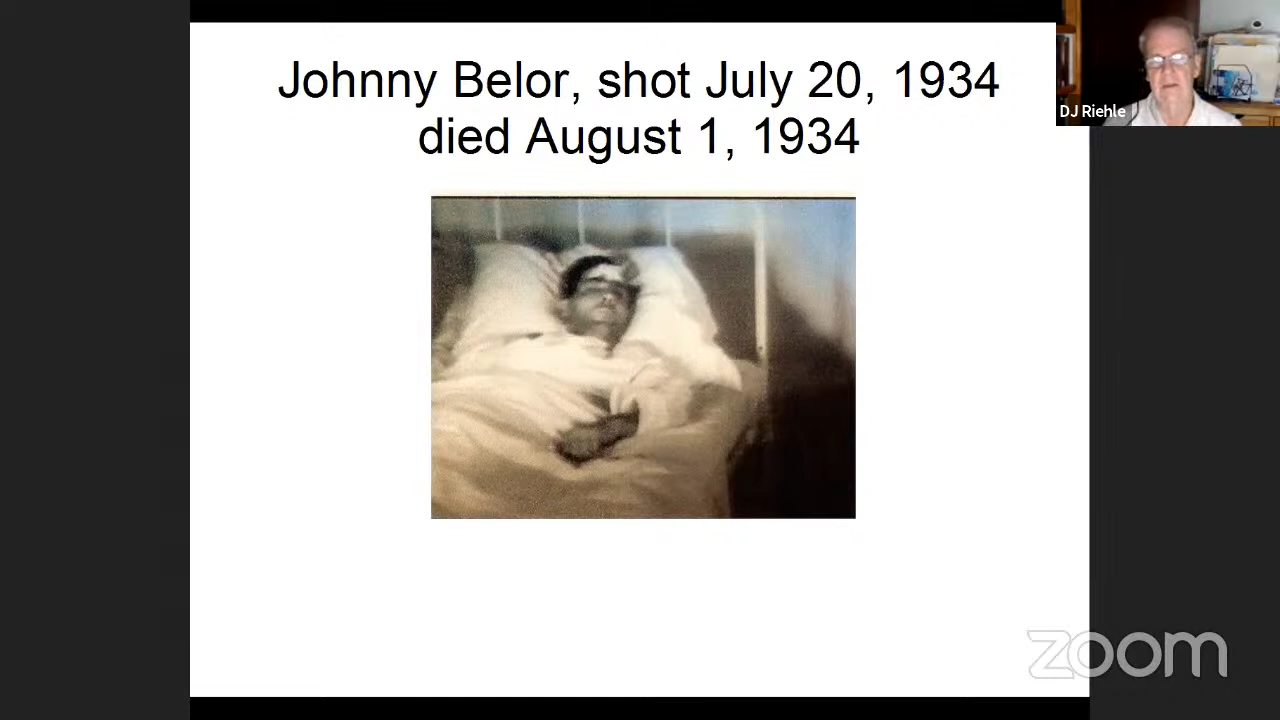 Johnny Belor, shot July 20, 1934
died August 1, 1934
DJ Riehle
zoom